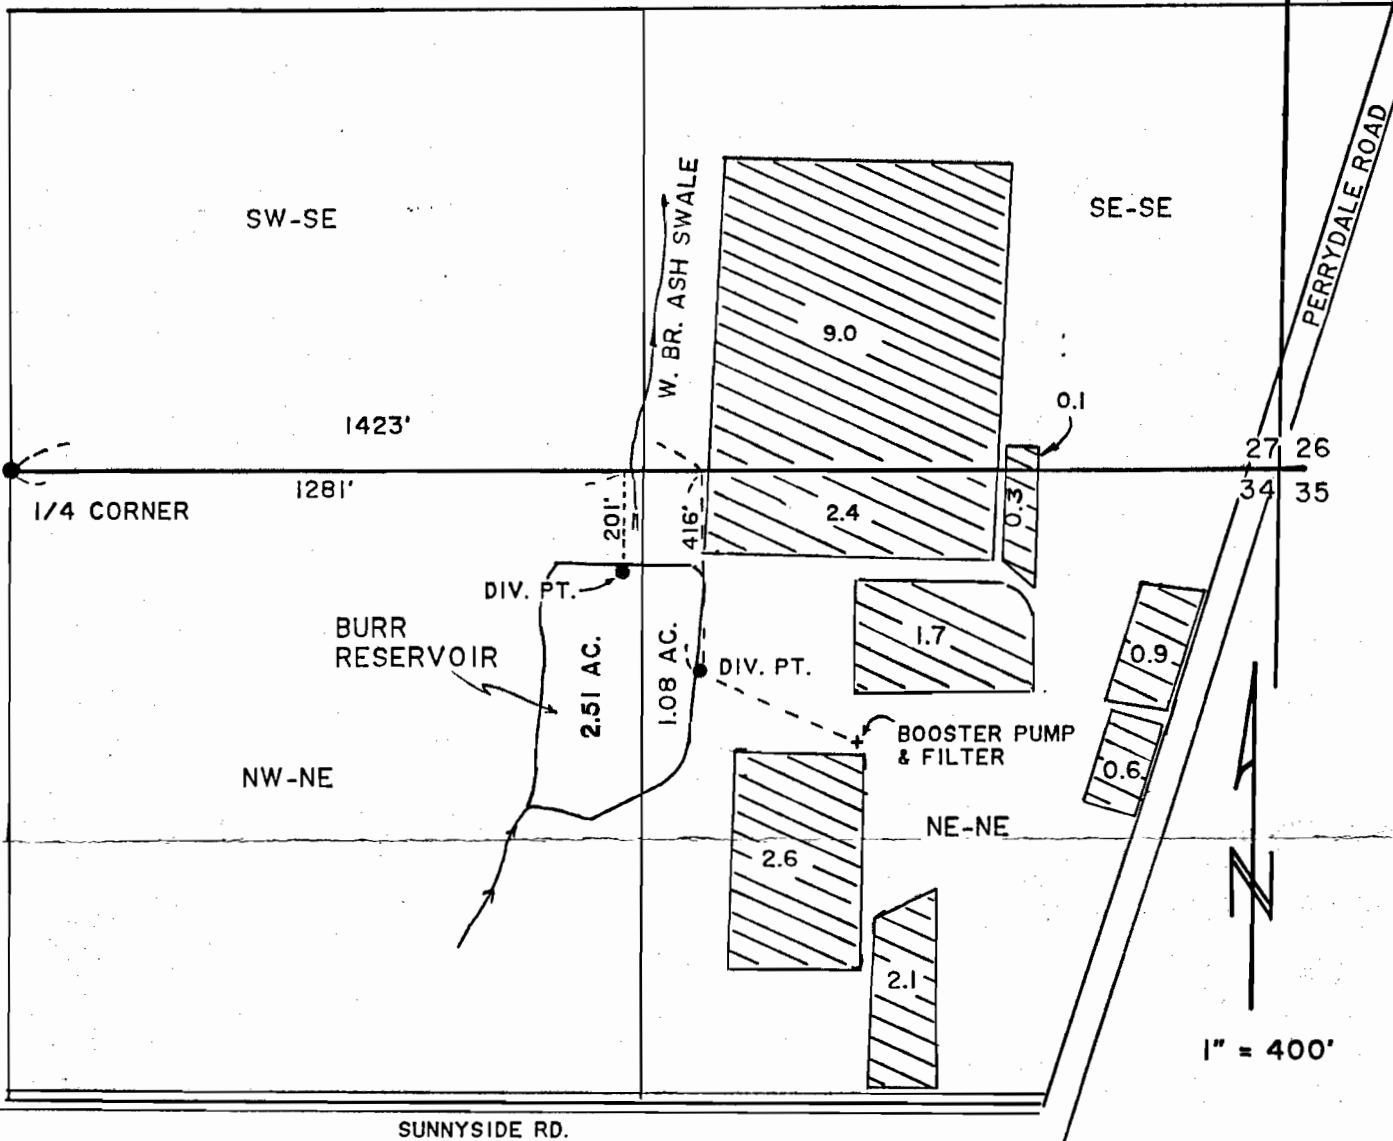 PERRYDALE ROAD
SW-SE
W. BR. ASH SWALE
SE-SE
9.0
0.1
1423'
27 26
34 35
1281'
1/4 CORNER
201'
416'
2.4
0.3
DIV. PT.
BURR
RESERVOIR
2.51 AC.
1.08 AC.
1.7
0.9
DIV. PT.
BOOSTER PUMP
& FILTER
0.6
NW-NE
NE-NE
2.6
N
2.1
1" = 400'
SUNNYSIDE RD.